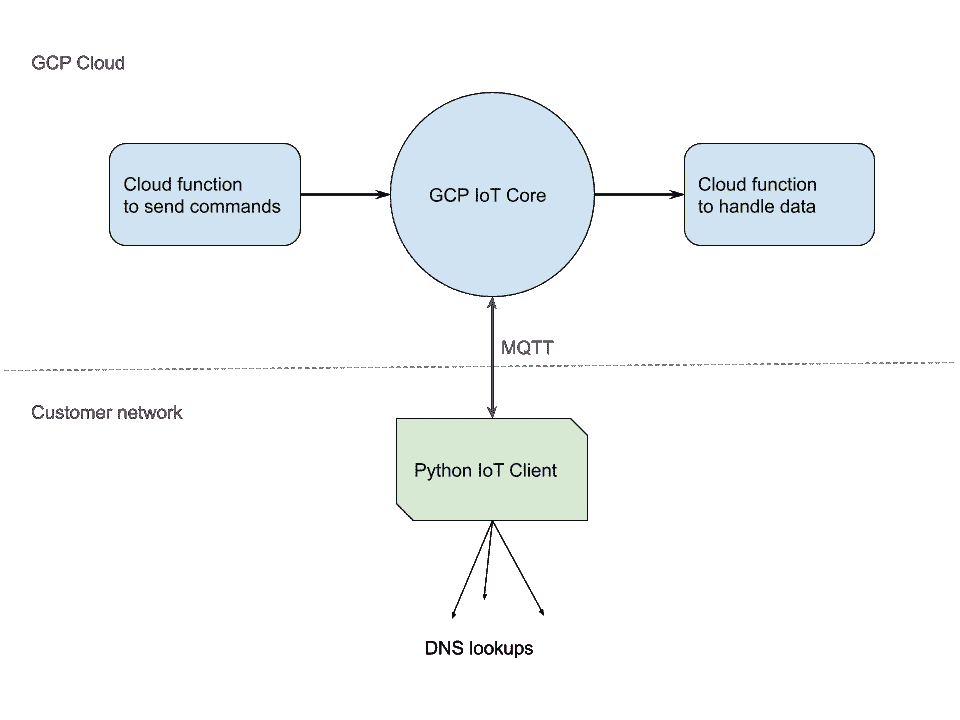 GCP Cloud
Cloud function
to send commands
GCP IoT Core
Cloud function
to handle data
MQTT
Customer network
Python IoT Client
DNS lookups